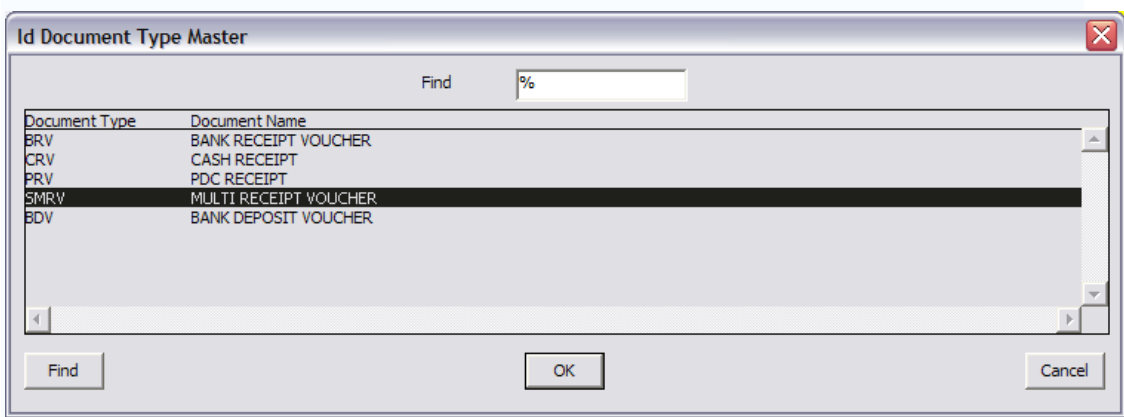 Id Document Type Master
Find %
Document Type Document Name
BRV BANK RECEIPT VOUCHER
CRV CASH RECEIPT
PRV PDC RECEIPT
SMRV MULTI RECEIPT VOUCHER
BDV BANK DEPOSIT VOUCHER
Find OK Cancel